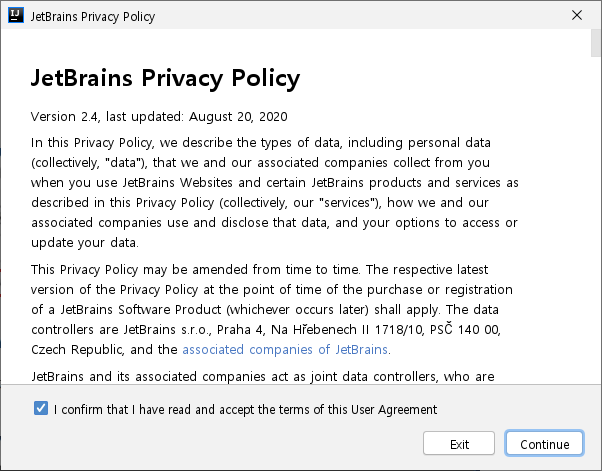 IJ JetBrains Privacy Policy
JetBrains Privacy Policy
Version 2.4, last updated: August 20, 2020
In this Privacy Policy, we describe the types of data, including personal data
(collectively, "data"), that we and our associated companies collect from you
when you use JetBrains Websites and certain JetBrains products and services as
described in this Privacy Policy (collectively, our "services"), how we and our
associated companies use and disclose that data, and your options to access or
update your data.
This Privacy Policy may be amended from time to time. The respective latest
version of the Privacy Policy at the point of time of the purchase or registration
of a JetBrains Software Product (whichever occurs later) shall apply. The data
controllers are JetBrains s.r.o., Praha 4, Na Hřebenech II 1718/10, PSČ 140 00,
Czech Republic, and the associated companies of JetBrains.
JetBrains and its associated companies act as joint data controllers, who are
I confirm that I have read and accept the terms of this User Agreement
Exit Continue